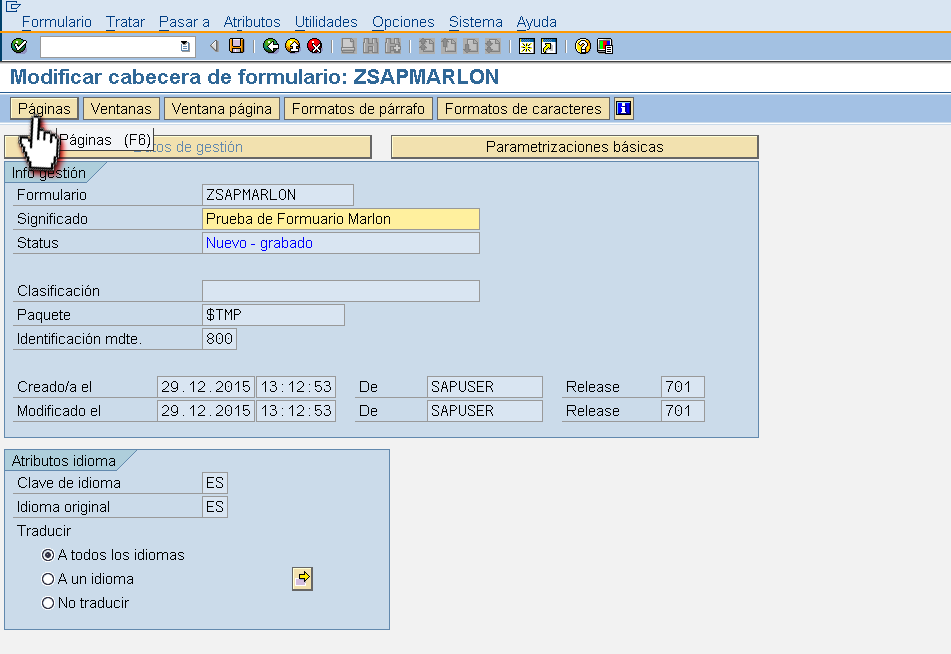 Formulario Tratar Pasar a Atributos Utilidades Opciones Sistema Ayuda
Modificar cabecera de formulario: ZSAPMARLON
Páginas Ventanas Ventana página Formatos de párrafo Formatos de caracteres
Páginas (F6)
tos de gestión Parametrizaciones básicas
Info gestión
Formulario ZSAPMARLON
Significado Prueba de Formuario Marlon
Status Nuevo - grabado
Clasificación
Paquete $TMP
Identificación mdte. 800
Creado/a el 29.12.2015 13:12:53 De SAPUSER Release 701
Modificado el 29.12.2015 13:12:53 De SAPUSER Release 701
Atributos idioma
Clave de idioma ES
Idioma original ES
Traducir
A todos los idiomas
A un idioma
No traducir